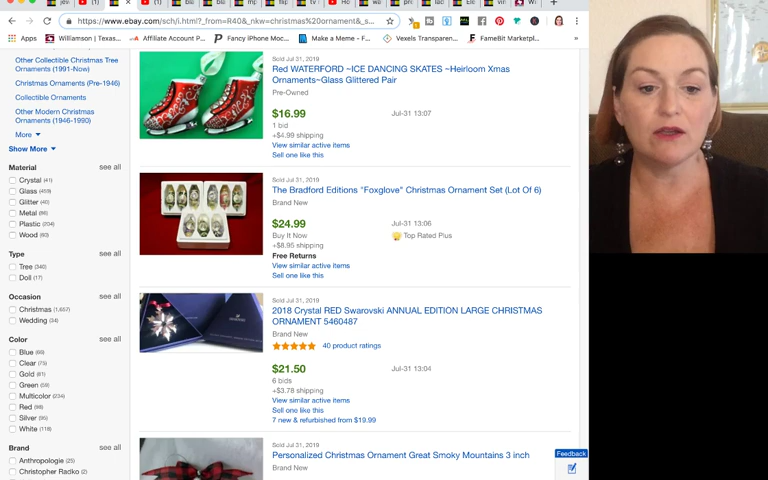 https://www.ebay.com/sch/i.html?_from=R40&_nkw=christmas%20ornament&_s...
Apps
Williamson | Texas...
Affiliate Account P...
Fancy iPhone Moc...
Make a Meme - F...
Vexels Transparen...
FameBit Marketpl...
»
Other Collectible Christmas Tree
Ornaments (1991-Now)
Christmas Ornaments (Pre-1946)
Collectible Ornaments
Other Modern Christmas
Ornaments (1946-1990)
More
Show More
Material see all
Crystal (41)
Glass (459)
Glitter (40)
Metal (86)
Plastic (204)
Wood (60)
Type see all
Tree (340)
Doll (17)
Occasion see all
Christmas (1,657)
Wedding (34)
Color see all
Blue (69)
Clear (75)
Gold (81)
Green (59)
Multicolor (234)
Red (98)
Silver (95)
White (118)
Brand see all
Anthropologie (25)
Christopher Radko (2)
Sold Jul 31, 2019
Red WATERFORD ~ICE DANCING SKATES ~Heirloom Xmas
Ornaments~Glass Glittered Pair
Pre-Owned
$16.99 Jul-31 13:07
1 bid
+$4.99 shipping
View similar active items
Sell one like this
Sold Jul 31, 2019
The Bradford Editions "Foxglove" Christmas Ornament Set (Lot Of 6)
Brand New
$24.99 Jul-31 13:06
Buy It Now Top Rated Plus
+$8.95 shipping
Free Returns
View similar active items
Sell one like this
Sold Jul 31, 2019
2018 Crystal RED Swarovski ANNUAL EDITION LARGE CHRISTMAS
ORNAMENT 5460487
Brand New
40 product ratings
$21.50 Jul-31 13:04
6 bids
+$3.78 shipping
View similar active items
Sell one like this
7 new & refurbished from $19.99
Sold Jul 31, 2019
Personalized Christmas Ornament Great Smoky Mountains 3 inch
Brand New
Feedback